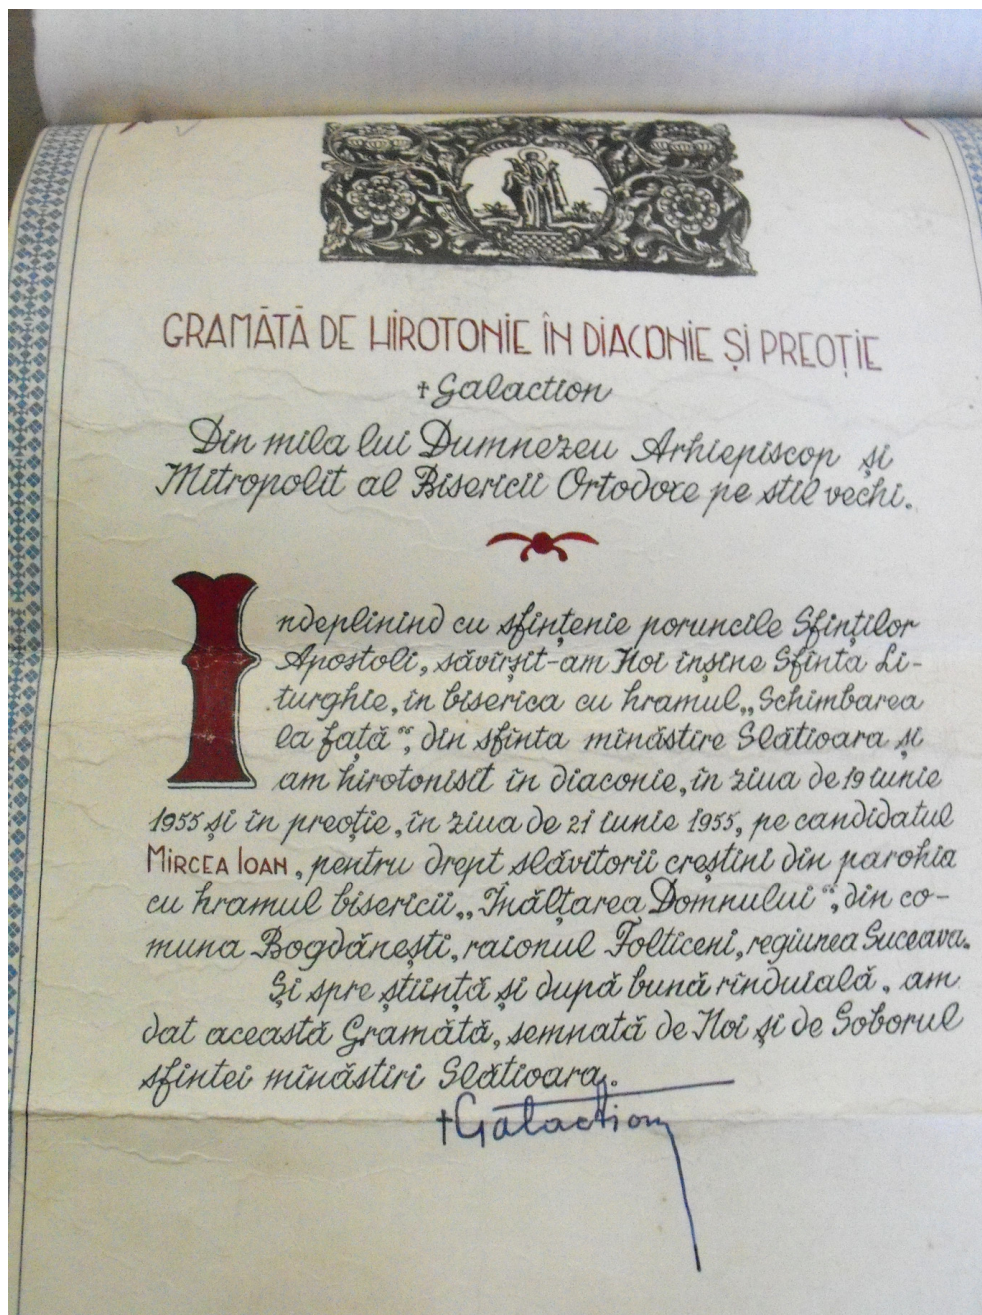 GRAMĂTĂ DE HIROTONIE ÎN DIACONIE ȘI PREOȚIE
†Galaction
Din mila lui Dumnezeu Arhiepiscop și
Mitropolit al Bisericii Ortodoxe pe stil vechi.
Indeplinind cu sfințenie poruncile Sfinților
Apostoli, săvîrșit-am Noi înșine Sfînta Li-
turghie, în biserica cu hramul „Schimbarea
la față“, din sfînta mînăstire Slătioara și
am hirotonisit în diaconie, în ziua de 19 iunie
1955 și în preoție, în ziua de 21 iunie 1955, pe candidatul
MIRCEA IOAN, pentru drept slăvitorii creștini din parohia
cu hramul bisericii „Înălțarea Domnului“, din co-
muna Bogdănești, raionul Folticeni, regiunea Suceava.
Și spre știință și după bună rînduială, am
dat această Gramătă, semnată de Noi și de Soborul
sfintei mînăstiri Slătioara.
†Galaction